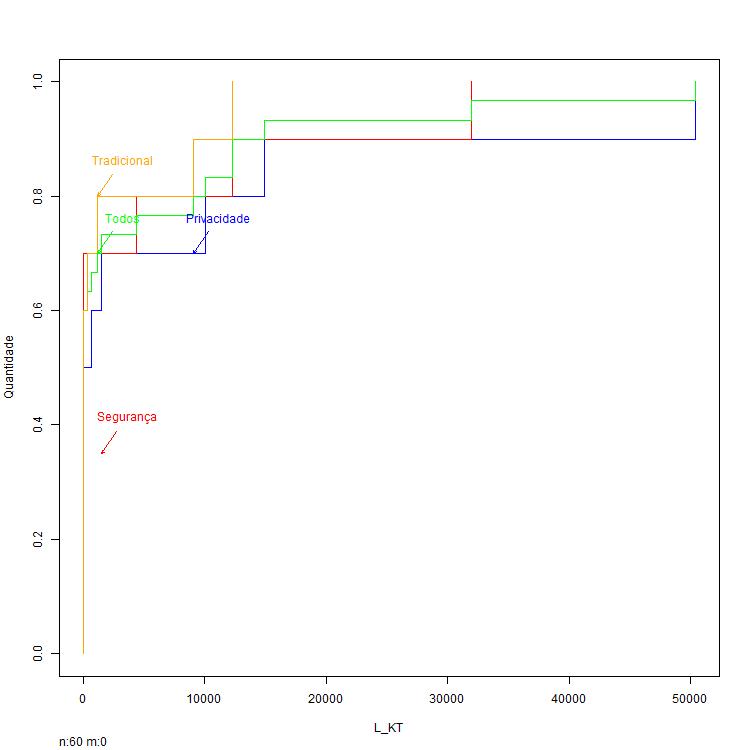 1.0
Tradicional
0.8
Todos
Privacidade
0.6
Quantidade
Segurança
0.4
0.2
0.0
0 10000 20000 30000 40000 50000
L_KT
n:60 m:0